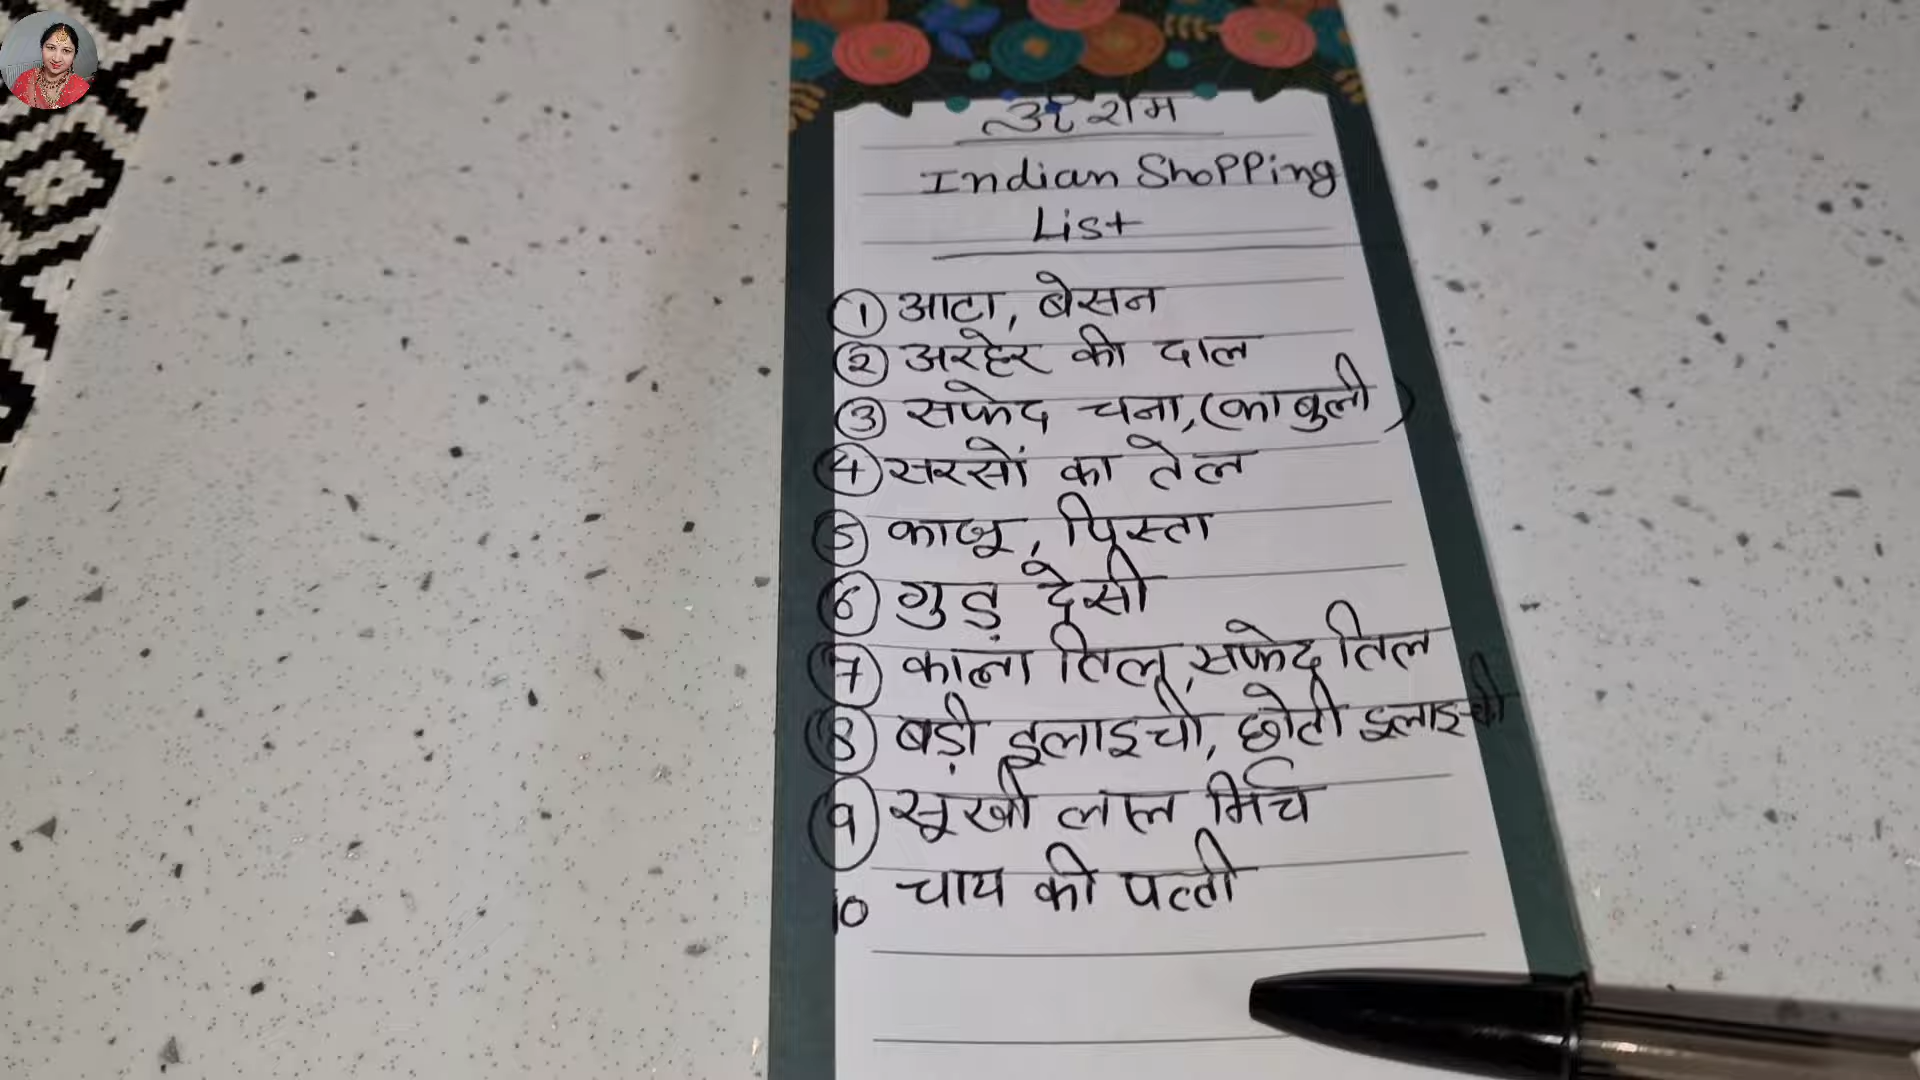 राम
Indian Shopping
List
① आटा, बेसन
② अरहेर की दाल
③ सफेद चना, (काबुली)
④ सरसों का तेल
⑤ काजू, पिस्ता
⑥ गुड़ देसी
⑦ काला तिल, सफेद तिल
⑧ बड़ी इलाइची, छोटी इलाइची
⑨ सूखी लाल मिर्च
10 चाय की पत्ती